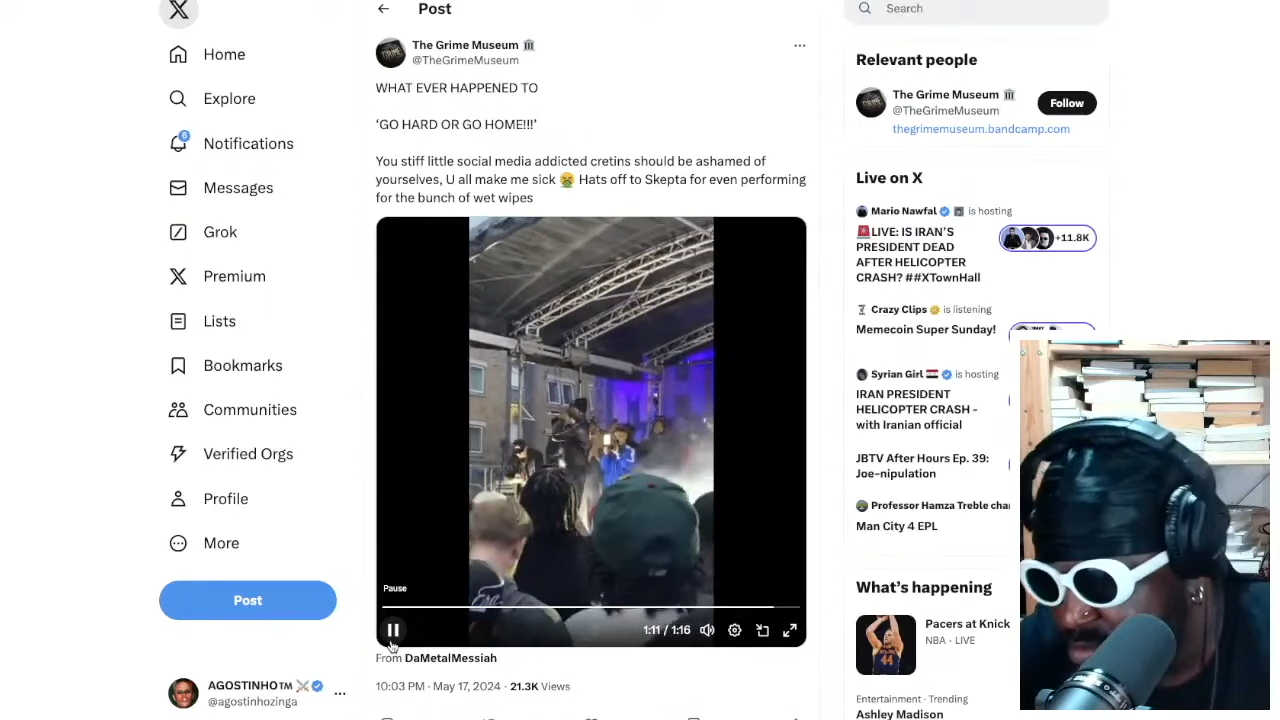 Post
Search
The Grime Museum 🏛
@TheGrimeMuseum
WHAT EVER HAPPENED TO
‘GO HARD OR GO HOME!!!’
You stiff little social media addicted cretins should be ashamed of
yourselves, U all make me sick 🤮 Hats off to Skepta for even performing
for the bunch of wet wipes
Pause
1:11 / 1:16
From DaMetalMessiah
10:03 PM · May 17, 2024 · 21.3K Views
Home
Explore
6
Notifications
Messages
Grok
Premium
Lists
Bookmarks
Communities
Verified Orgs
Profile
More
Post
AGOSTINHO™ ⚔
@agostinhozinga
Relevant people
The Grime Museum 🏛
@TheGrimeMuseum
Follow
thegrimemuseum.bandcamp.com
Live on X
Mario Nawfal is hosting
🚨LIVE: IS IRAN’S
PRESIDENT DEAD
AFTER HELICOPTER
CRASH? ##XTownHall
+11.8K
Crazy Clips is listening
Memecoin Super Sunday!
Syrian Girl 🇸🇾 is hosting
IRAN PRESIDENT
HELICOPTER CRASH -
with Iranian official
JBTV After Hours Ep. 39:
Joe-nipulation
Professor Hamza Treble
Man City 4 EPL
What’s happening
Pacers at Knick
NBA · LIVE
44
Entertainment · Trending
Ashley Madison